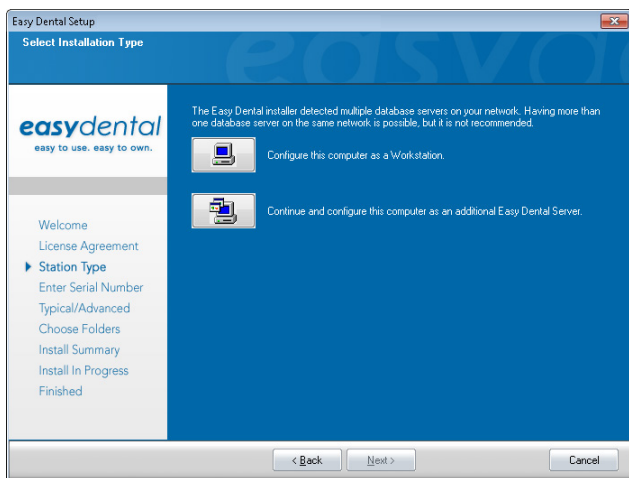 Easy Dental Setup
Select Installation Type
easydental
easydental
easy to use. easy to own.
The Easy Dental installer detected multiple database servers on your network. Having more than
one database server on the same network is possible, but it is not recommended.
Configure this computer as a Workstation.
Continue and configure this computer as an additional Easy Dental Server.
Welcome
License Agreement
Station Type
Enter Serial Number
Typical/Advanced
Choose Folders
Install Summary
Install In Progress
Finished
< Back
Next >
Cancel